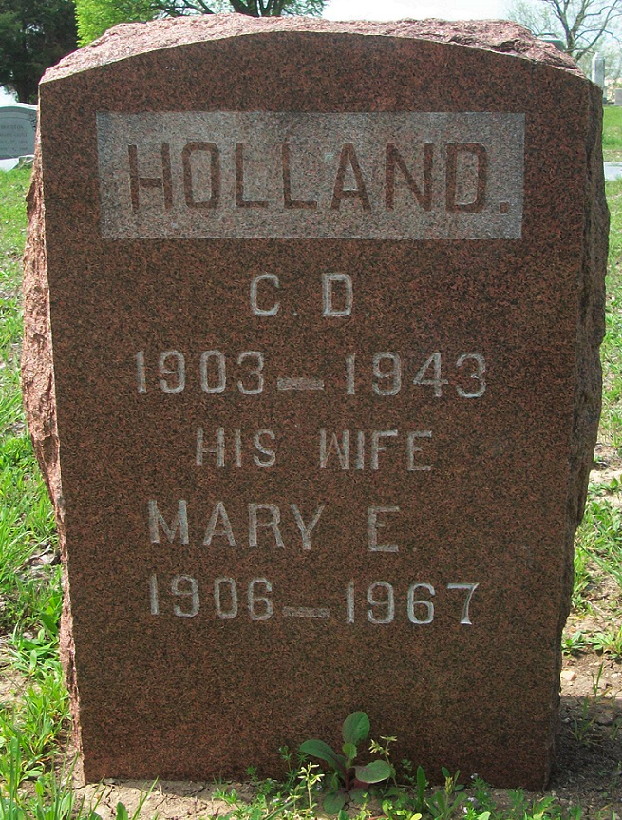 HOLLAND.
C. D
1903 – 1943
HIS WIFE
MARY E.
1906 – 1967